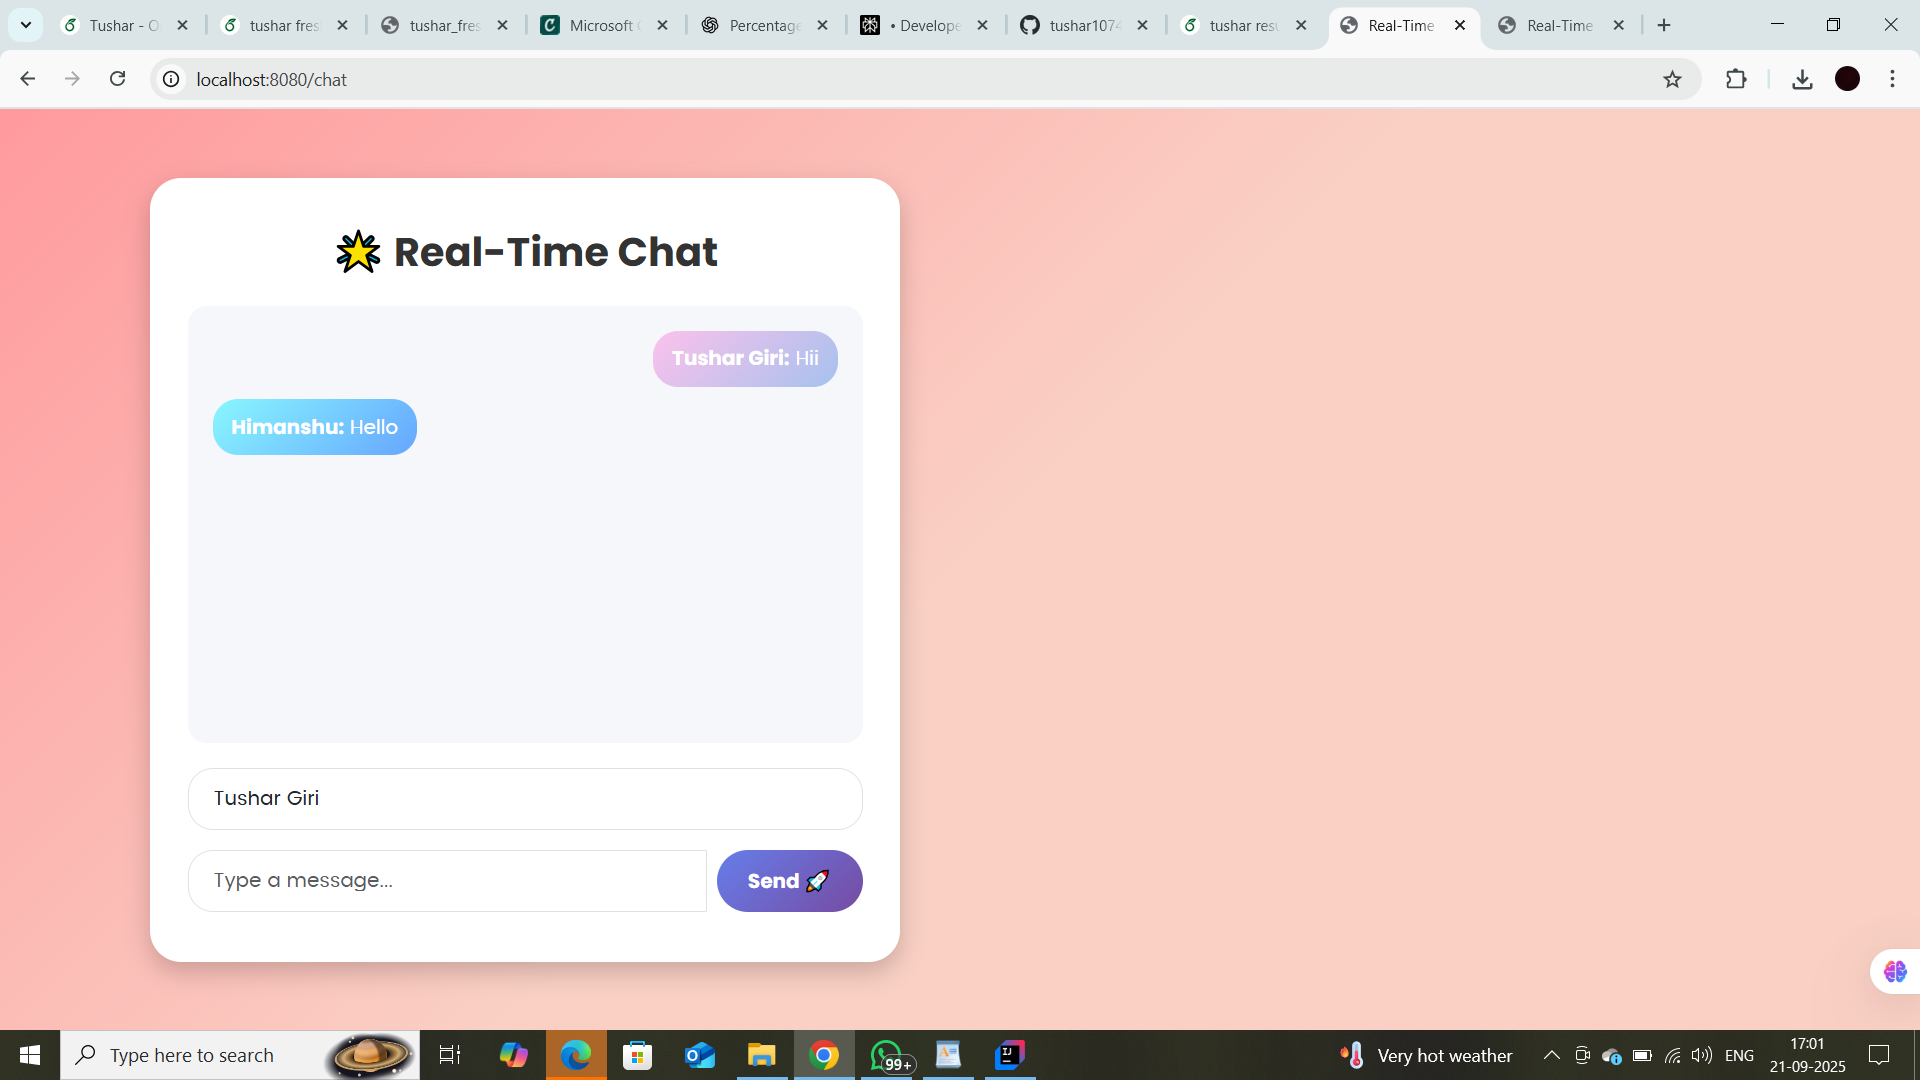 Tushar - O
tushar fres
tushar_fres
Microsoft
Percentage
• Develope
tushar1074
tushar resu
Real-Time
Real-Time
localhost:8080/chat
Real-Time Chat
Tushar Giri: Hii
Himanshu: Hello
Tushar Giri
Type a message...
Send
Type here to search
99+
Very hot weather
ENG
17:01
21-09-2025